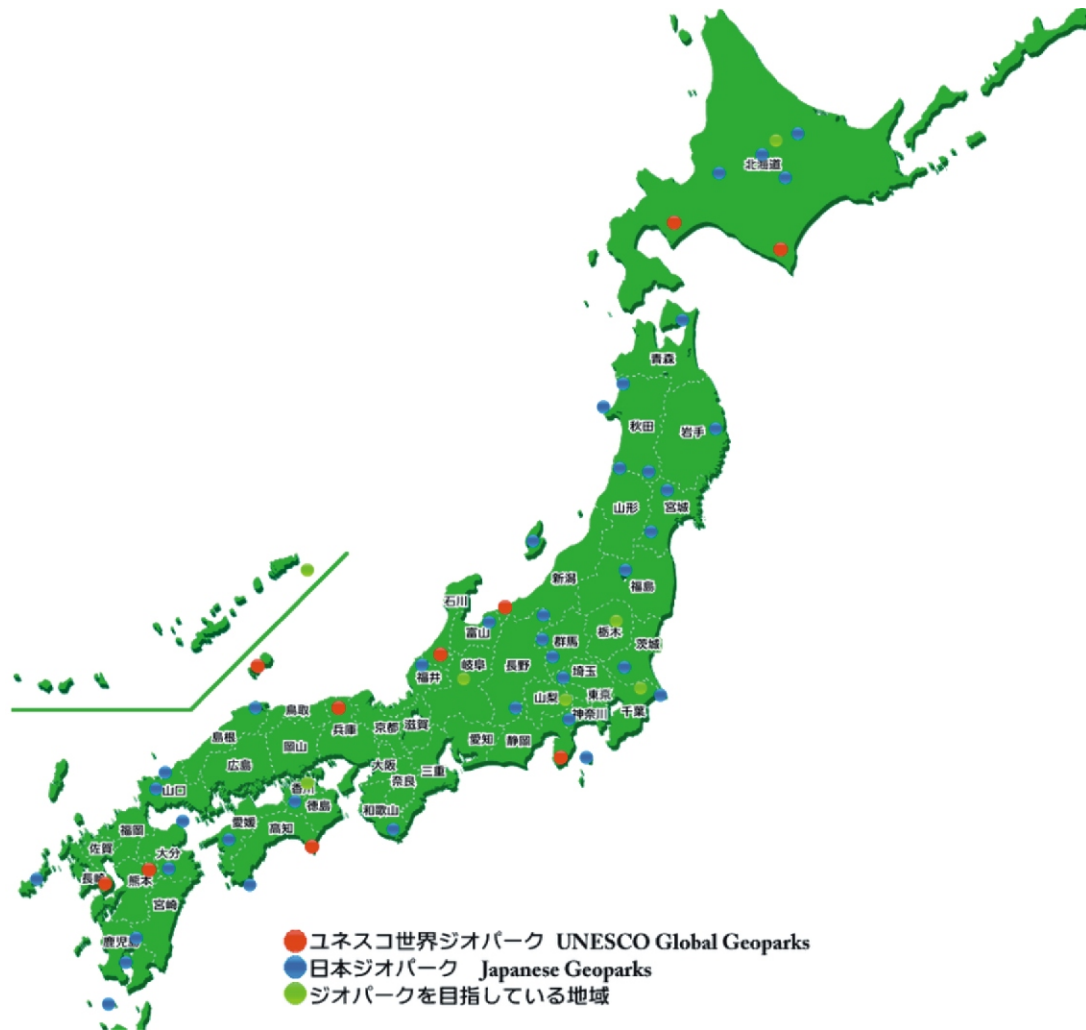 北海道
青森
秋田
岩手
山形
宮城
新潟
福島
石川
富山
群馬
栃木
茨城
福井
岐阜
長野
埼玉
山梨
東京
神奈川
千葉
鳥取
兵庫
京都
滋賀
愛知
静岡
島根
岡山
広島
大阪
奈良
三重
山口
香川
徳島
和歌山
愛媛
高知
福岡
佐賀
大分
長崎
熊本
宮崎
鹿児島
ユネスコ世界ジオパーク UNESCO Global Geoparks
日本ジオパーク Japanese Geoparks
ジオパークを目指している地域